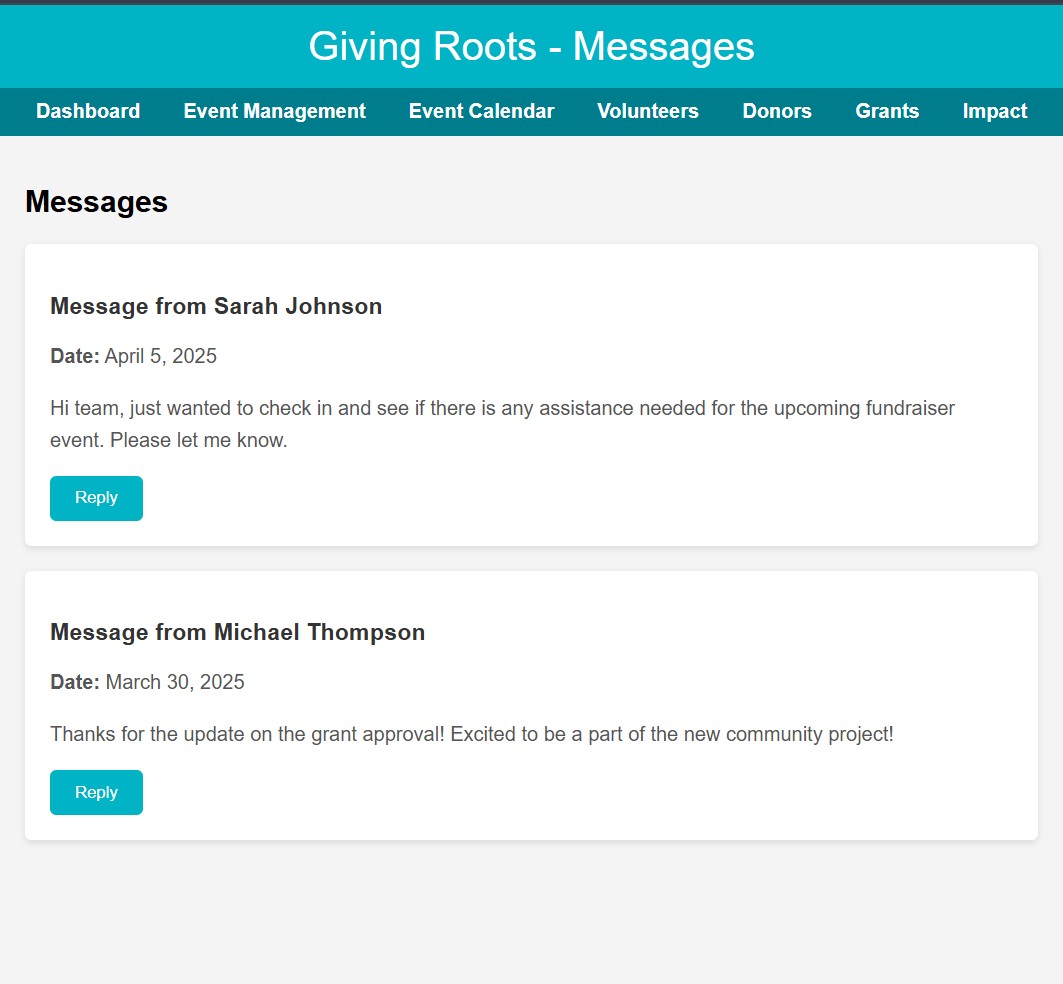 Giving Roots - Messages
Dashboard Event Management Event Calendar Volunteers Donors Grants Impact
Messages
Message from Sarah Johnson
Date: April 5, 2025
Hi team, just wanted to check in and see if there is any assistance needed for the upcoming fundraiser
event. Please let me know.
Reply
Message from Michael Thompson
Date: March 30, 2025
Thanks for the update on the grant approval! Excited to be a part of the new community project!
Reply